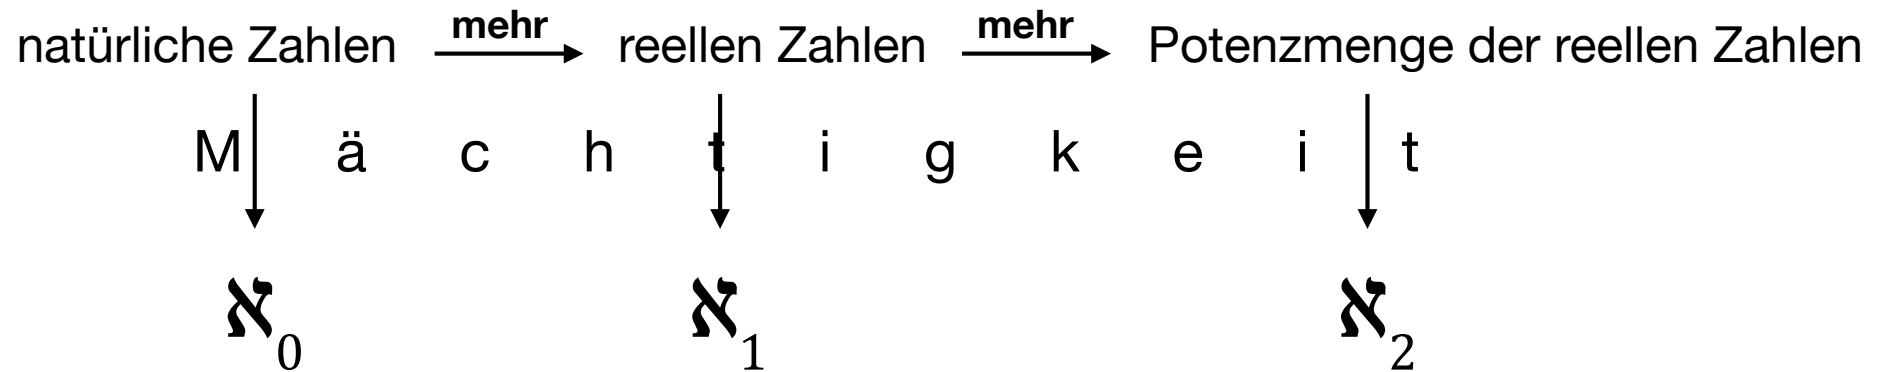 natürliche Zahlen mehr reellen Zahlen mehr Potenzmenge der reellen Zahlen
M ä c h t i g k e i t
ℵ0 ℵ1 ℵ2